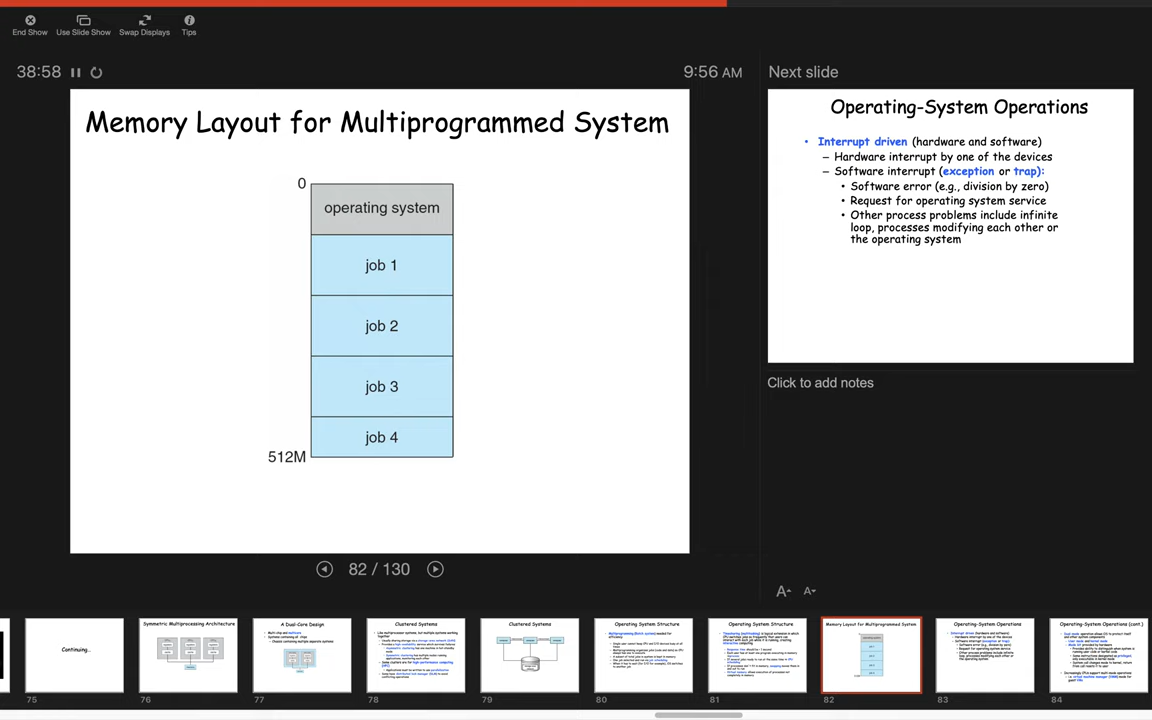 End Show
Use Slide Show
Swap Displays
Tips
38:58
9:56 AM
Next slide
Memory Layout for Multiprogrammed System
0
operating system
job 1
job 2
job 3
job 4
512M
Operating-System Operations
• Interrupt driven (hardware and software)
– Hardware interrupt by one of the devices
– Software interrupt (exception or trap):
• Software error (e.g., division by zero)
• Request for operating system service
• Other process problems include infinite
loop, processes modifying each other or
the operating system
Click to add notes
82 / 130
A A
Continuing...
Symmetric Multiprocessing Architecture
A Dual-Core Design
Clustered Systems
Clustered Systems
Operating System Structure
Operating System Structure
Memory Layout for Multiprogrammed System
Operating-System Operations
Operating-System Operations (cont.)
75
76
77
78
79
80
81
82
83
84